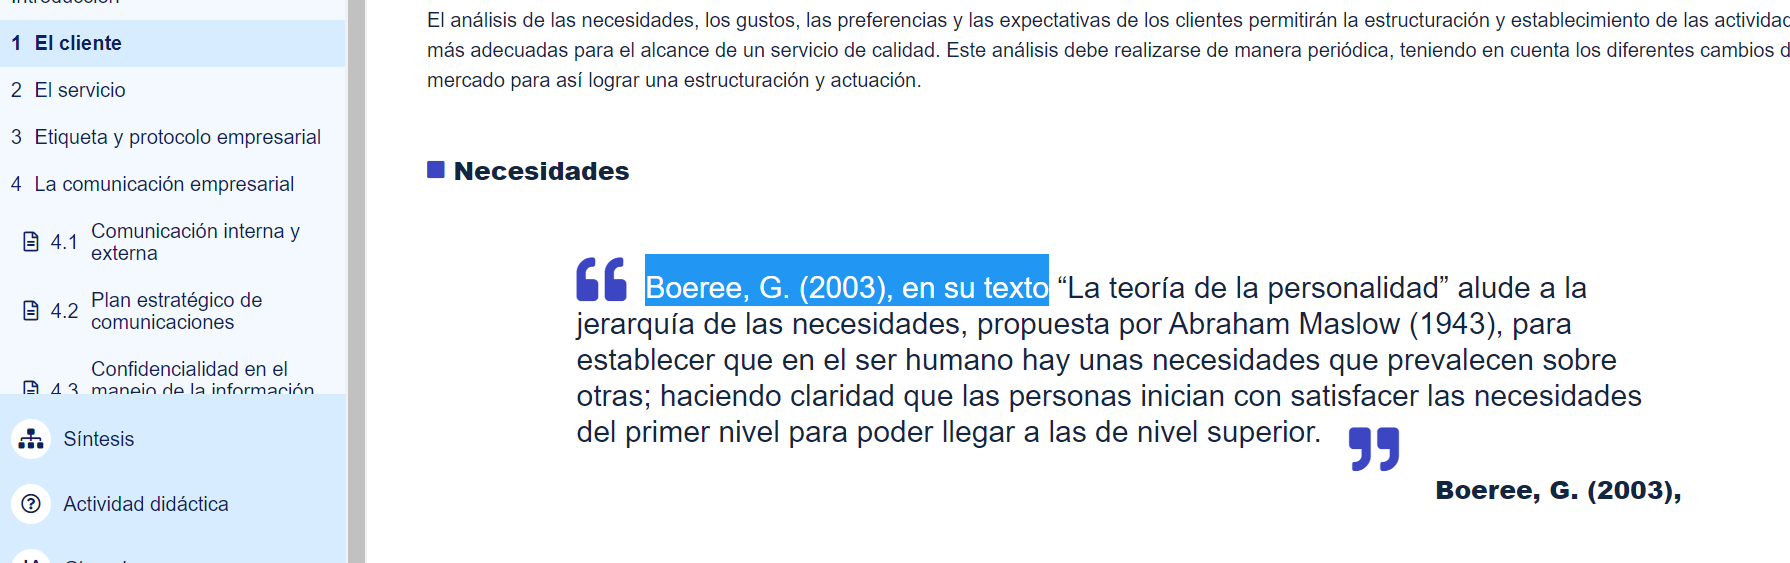 1 El cliente
2 El servicio
3 Etiqueta y protocolo empresarial
4 La comunicación empresarial
4.1 Comunicación interna y
externa
4.2 Plan estratégico de
comunicaciones
Confidencialidad en el
4.3 manejo de la información
Síntesis
Actividad didáctica
El análisis de las necesidades, los gustos, las preferencias y las expectativas de los clientes permitirán la estructuración y establecimiento de las
más adecuadas para el alcance de un servicio de calidad. Este análisis debe realizarse de manera periódica, teniendo en cuenta los diferentes cambios
mercado para así lograr una estructuración y actuación.
Necesidades
“ Boeree, G. (2003), en su texto “La teoría de la personalidad” alude a la
jerarquía de las necesidades, propuesta por Abraham Maslow (1943), para
establecer que en el ser humano hay unas necesidades que prevalecen sobre
otras; haciendo claridad que las personas inician con satisfacer las necesidades
del primer nivel para poder llegar a las de nivel superior. ”
Boeree, G. (2003),